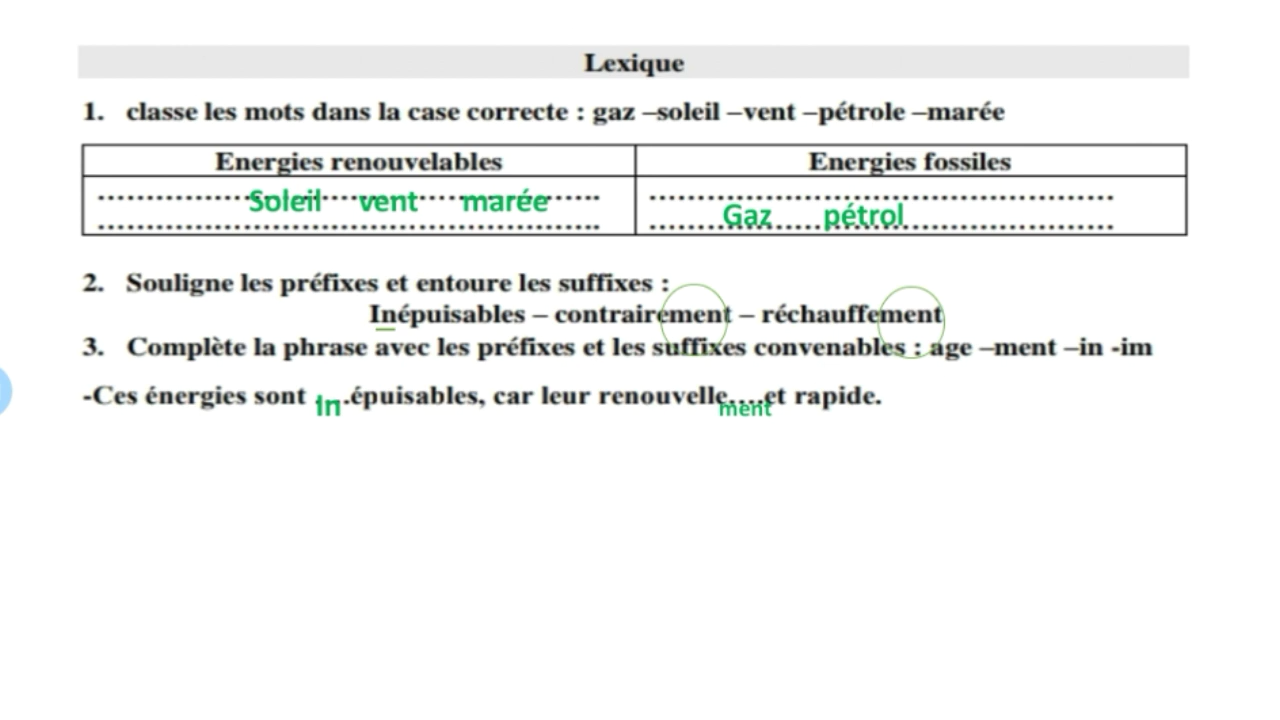 Lexique
1. classe les mots dans la case correcte : gaz –soleil –vent –pétrole –marée
Energies renouvelables
Energies fossiles
Soleil vent marée
Gaz pétrol
2. Souligne les préfixes et entoure les suffixes :
Inépuisables – contrairement – réchauffement
3. Complète la phrase avec les préfixes et les suffixes convenables : age –ment –in -im
-Ces énergies sont In.épuisables, car leur renouvelle....ment et rapide.